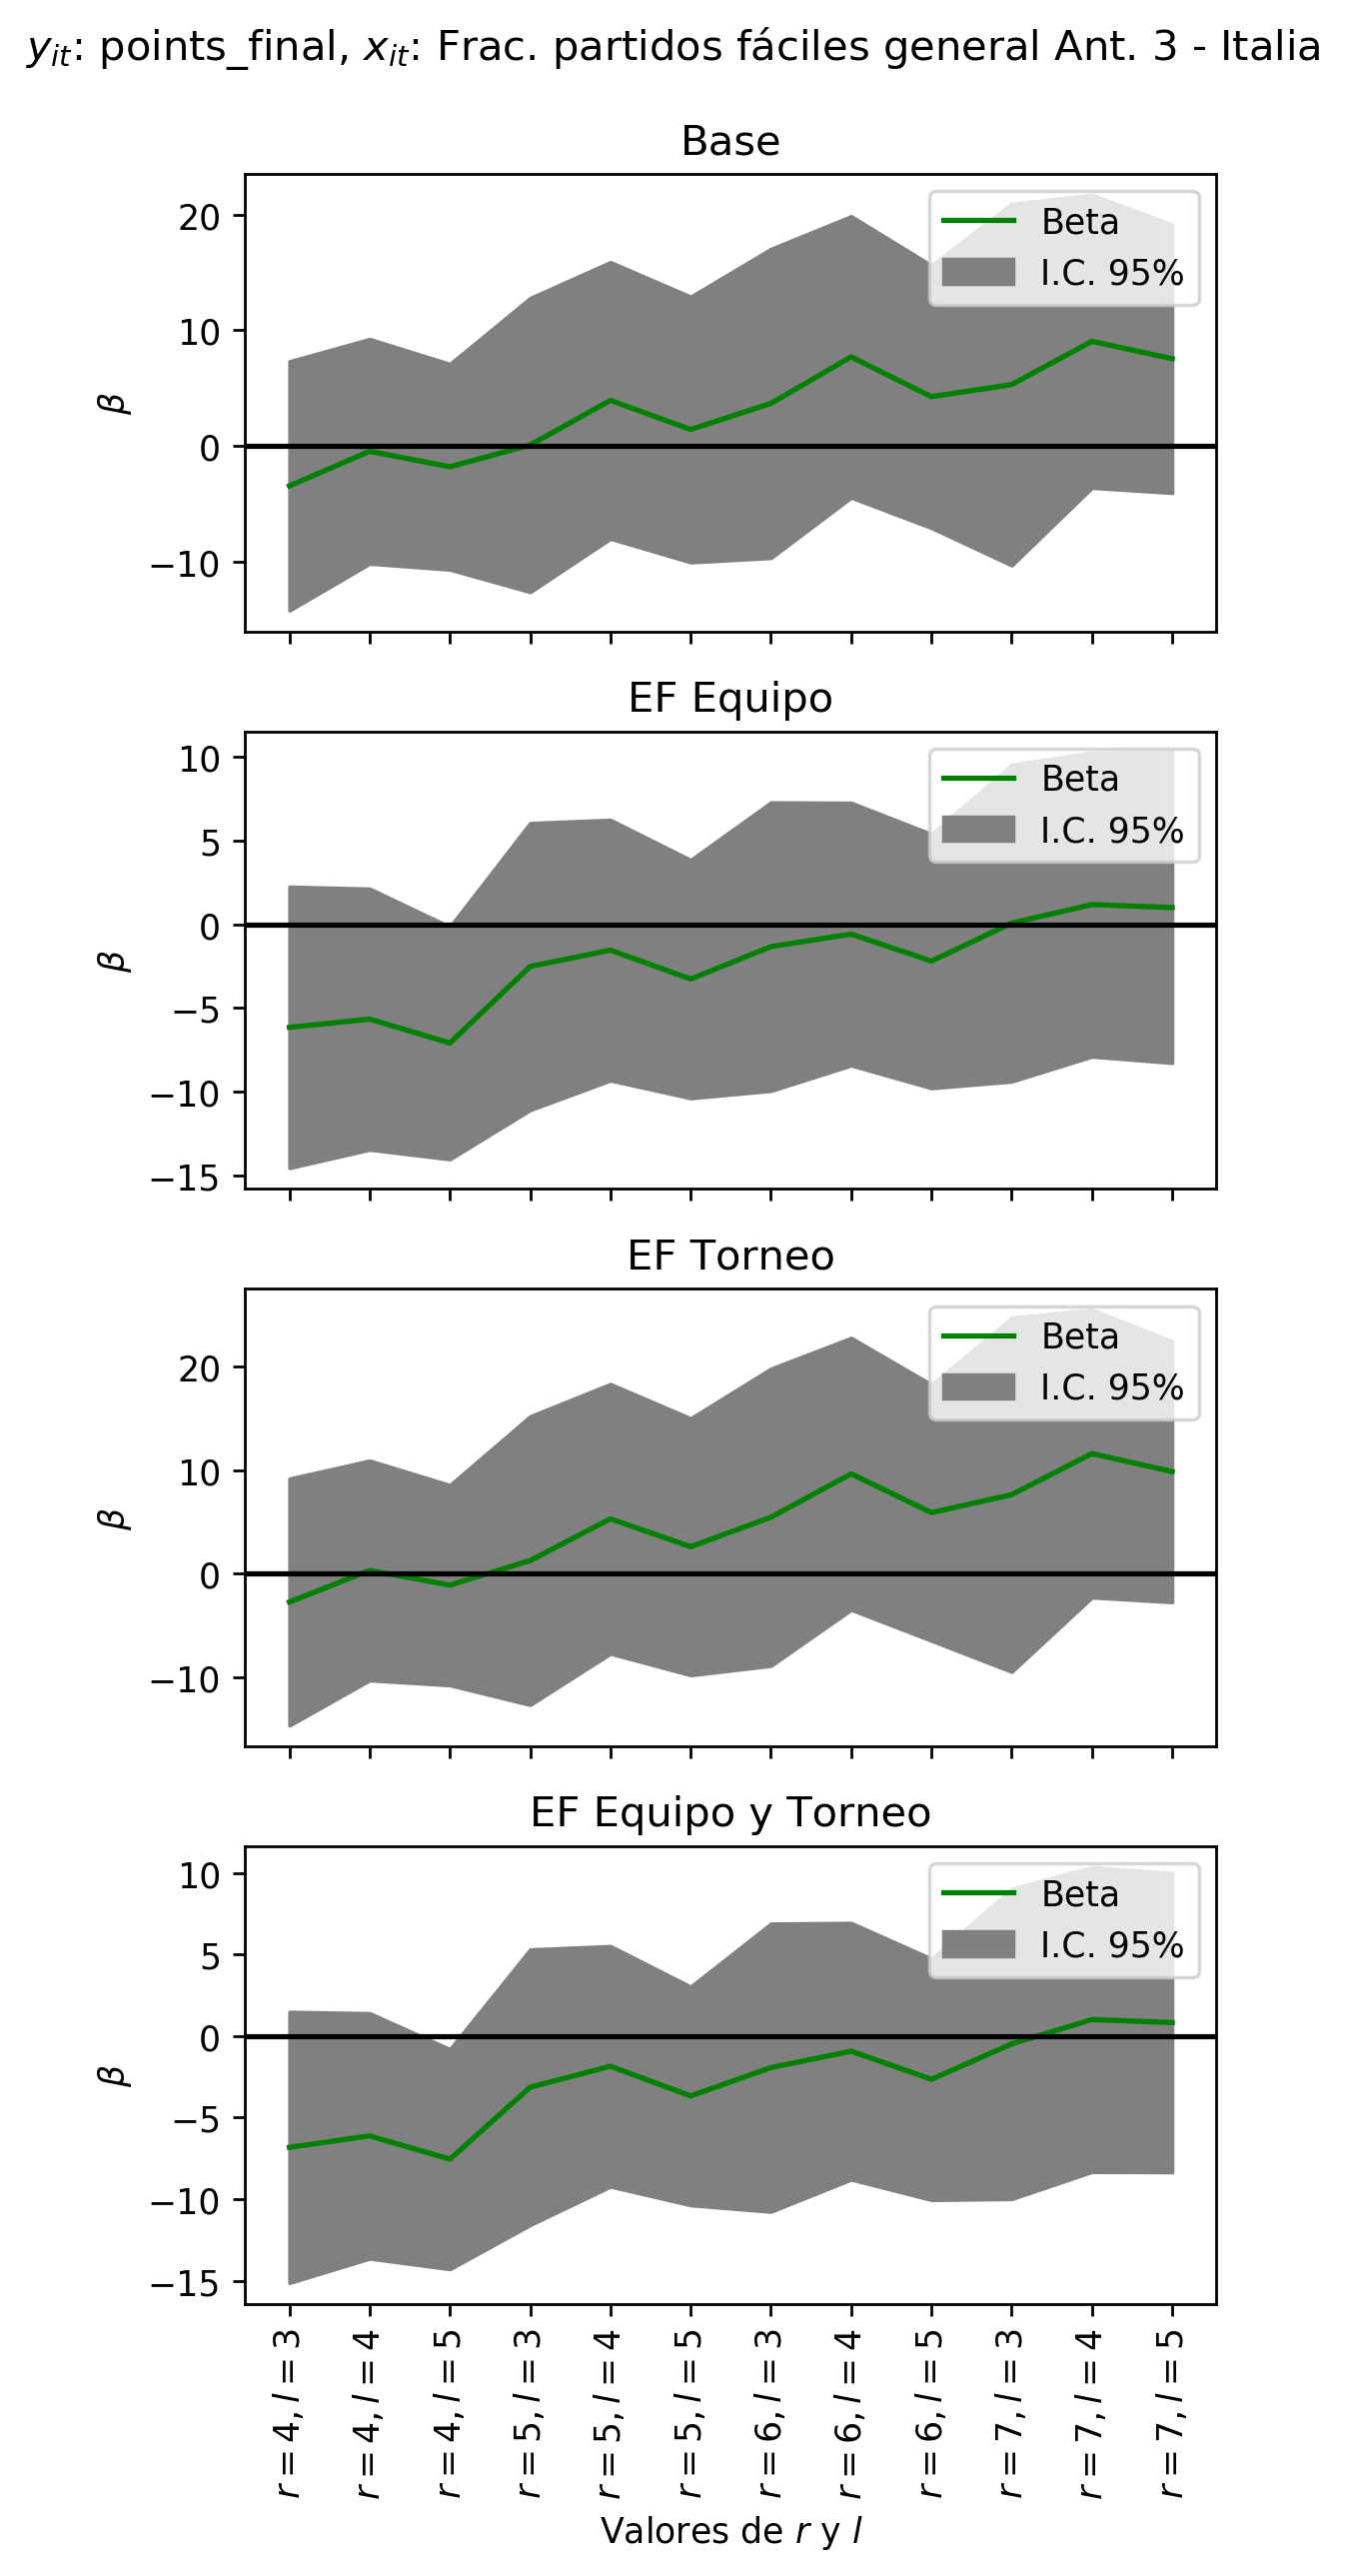 y_it: points_final, x_it: Frac. partidos fáciles general Ant. 3 - Italia
Base
20
10
0
−10
β
Beta
I.C. 95%
EF Equipo
10
5
0
−5
−10
−15
β
Beta
I.C. 95%
EF Torneo
20
10
0
−10
β
Beta
I.C. 95%
EF Equipo y Torneo
10
5
0
−5
−10
−15
β
Beta
I.C. 95%
r = 4, l = 3
r = 4, l = 4
r = 4, l = 5
r = 5, l = 3
r = 5, l = 4
r = 5, l = 5
r = 6, l = 3
r = 6, l = 4
r = 6, l = 5
r = 7, l = 3
r = 7, l = 4
r = 7, l = 5
Valores de r y l